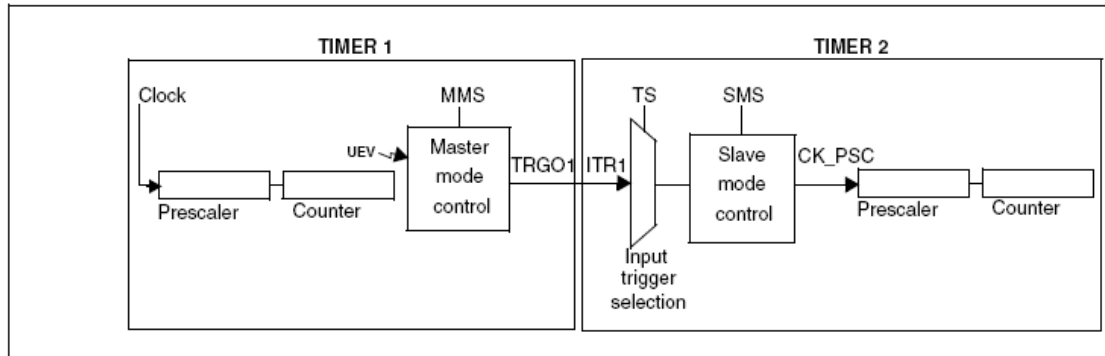 TIMER 1
TIMER 2
Clock
MMS
TS
SMS
UEV
Master
mode
control
TRGO1
ITR1
Slave
mode
control
CK_PSC
Prescaler
Counter
Prescaler
Counter
Input
trigger
selection